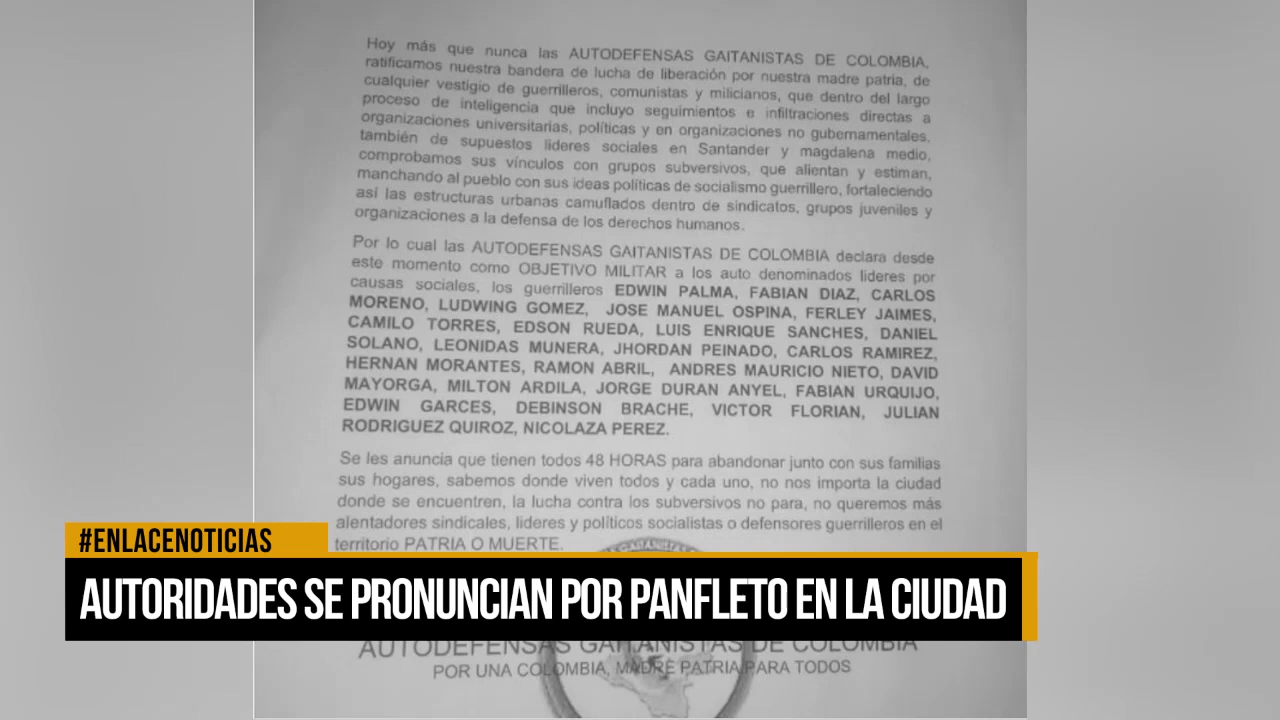 Hoy más que nunca las AUTODEFENSAS GAITANISTAS DE COLOMBIA,
ratificamos nuestra bandera de lucha de liberación por nuestra madre patria, de
cualquier vestigio de guerrilleros, comunistas y milicianos, que dentro del largo
proceso de inteligencia que incluyo seguimientos e infiltraciones directas a
organizaciones universitarias, políticas y en organizaciones no gubernamentales,
también de supuestos lideres sociales en Santander y magdalena medio,
comprobamos sus vínculos con grupos subversivos, que alientan y estiman,
manchando al pueblo con sus ideas políticas de socialismo guerrillero, fortaleciendo
así las estructuras urbanas camuflados dentro de sindicatos, grupos juveniles y
organizaciones a la defensa de los derechos humanos.
Por lo cual las AUTODEFENSAS GAITANISTAS DE COLOMBIA declara desde
este momento como OBJETIVO MILITAR a los auto denominados lideres por
causas sociales, los guerrilleros EDWIN PALMA, FABIAN DIAZ, CARLOS
MORENO, LUDWING GOMEZ, JOSE MANUEL OSPINA, FERLEY JAIMES,
CAMILO TORRES, EDSON RUEDA, LUIS ENRIQUE SANCHES, DANIEL
SOLANO, LEONIDAS MUNERA, JHORDAN PEINADO, CARLOS RAMIREZ,
HERNAN MORANTES, RAMON ABRIL, ANDRES MAURICIO NIETO, DAVID
MAYORGA, MILTON ARDILA, JORGE DURAN ANYEL, FABIAN URQUIJO,
EDWIN GARCES, DEBINSON BRACHE, VICTOR FLORIAN, JULIAN
RODRIGUEZ QUIROZ, NICOLAZA PEREZ.
Se les anuncia que tienen todos 48 HORAS para abandonar junto con sus familias
sus hogares, sabemos donde viven todos y cada uno, no nos importa la ciudad
donde se encuentren, la lucha contra los subversivos no para, no queremos más
alentadores sindicales, lideres y políticos socialistas o defensores guerrilleros en el
territorio PATRIA O MUERTE.
#ENLACENOTICIAS
AUTORIDADES SE PRONUNCIAN POR PANFLETO EN LA CIUDAD
AUTODEFENSAS GAITANISTAS DE COLOMBIA
POR UNA COLOMBIA, MADRE PATRIA PARA TODOS